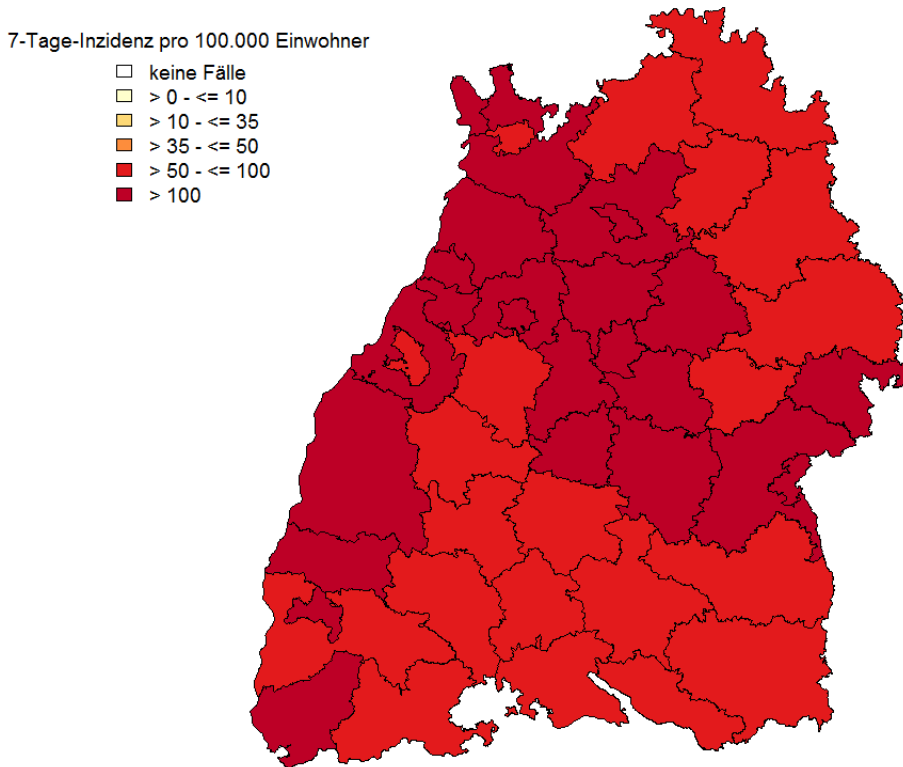 7-Tage-Inzidenz pro 100.000 Einwohner
keine Fälle
> 0 - <= 10
> 10 - <= 35
> 35 - <= 50
> 50 - <= 100
> 100